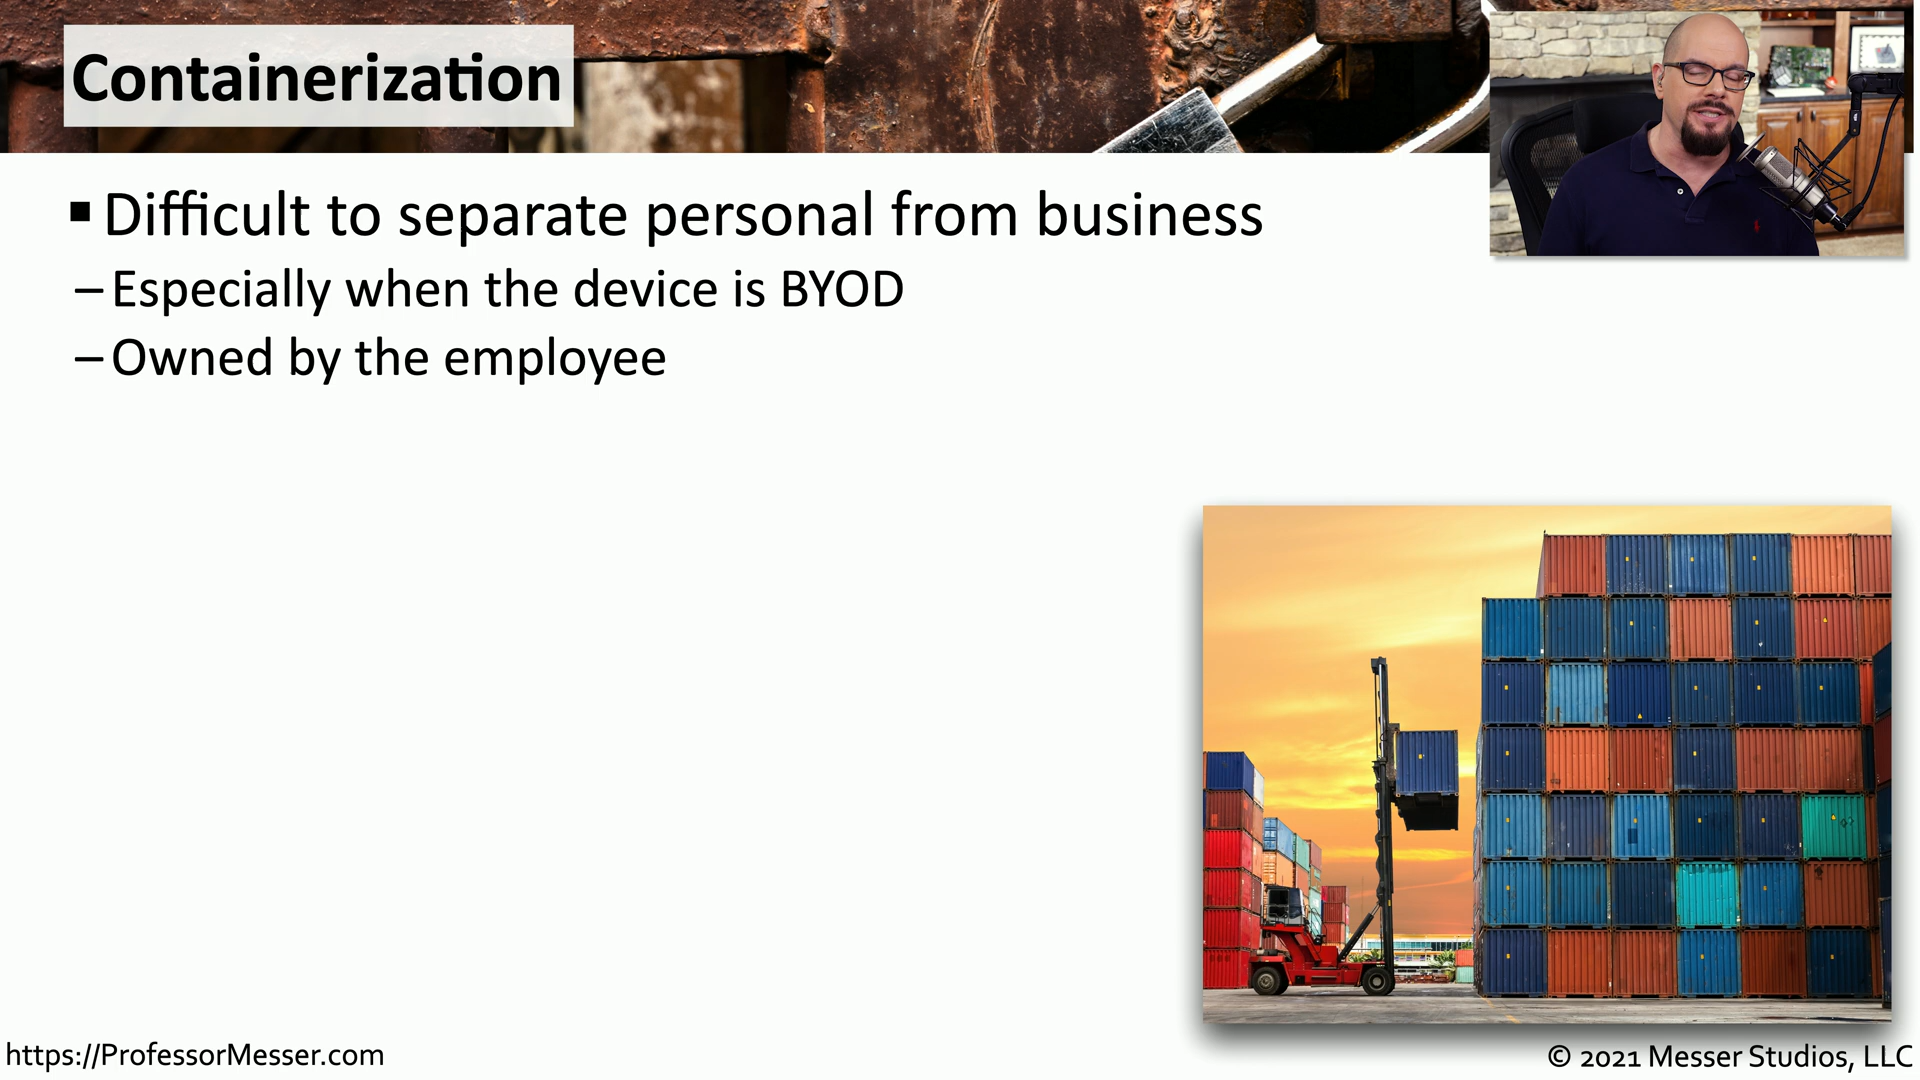 Containerization
▪ Difficult to separate personal from business
– Especially when the device is BYOD
– Owned by the employee
https://ProfessorMesser.com
© 2021 Messer Studios, LLC